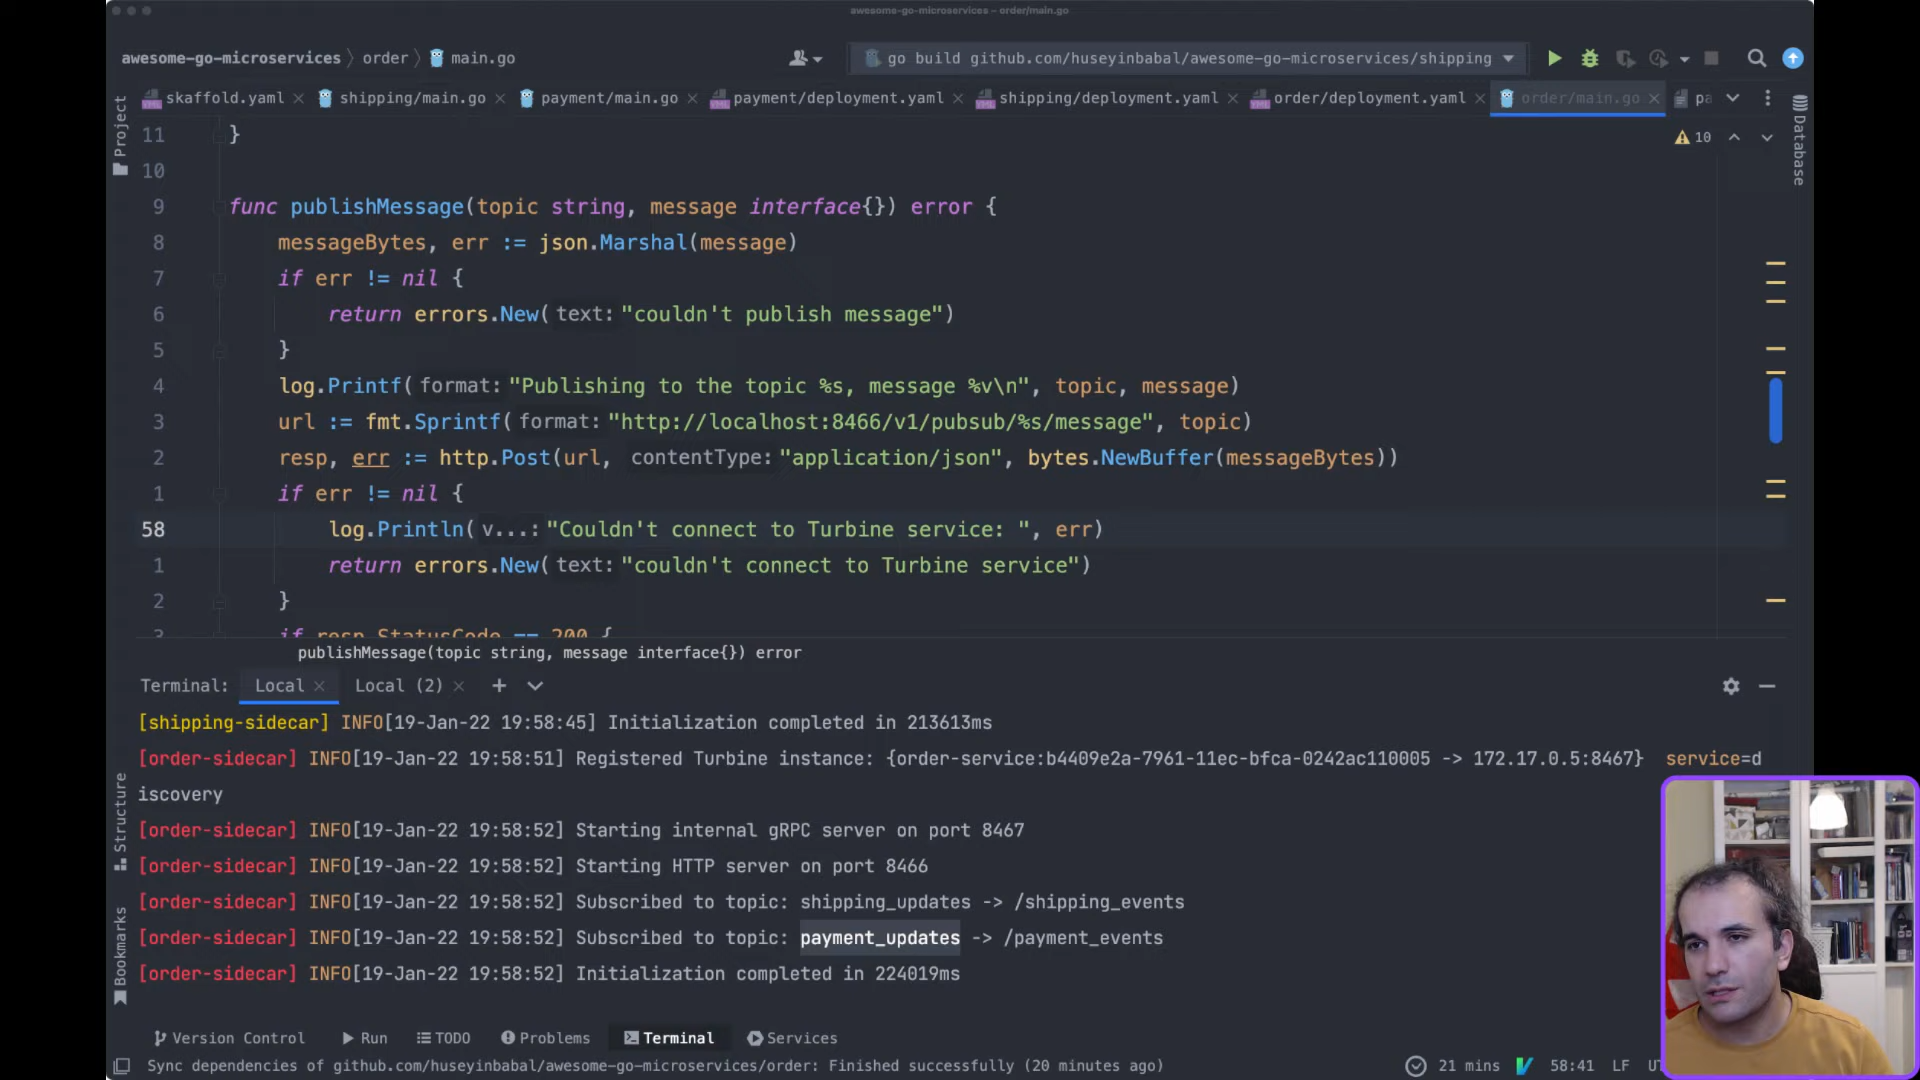 awesome-go-microservices – order/main.go
awesome-go-microservices 〉 order 〉 main.go
go build github.com/huseyinbabal/awesome-go-microservices/shipping
skaffold.yaml shipping/main.go payment/main.go payment/deployment.yaml shipping/deployment.yaml order/deployment.yaml order/main.go pa
Project
Database
10
11 }
10
9 func publishMessage(topic string, message interface{}) error {
8 messageBytes, err := json.Marshal(message)
7 if err != nil {
6 return errors.New( text: "couldn't publish message")
5 }
4 log.Printf( format: "Publishing to the topic %s, message %v\n", topic, message)
3 url := fmt.Sprintf( format: "http://localhost:8466/v1/pubsub/%s/message", topic)
2 resp, err := http.Post(url, contentType: "application/json", bytes.NewBuffer(messageBytes))
1 if err != nil {
58 log.Println( v...: "Couldn't connect to Turbine service: ", err)
1 return errors.New( text: "couldn't connect to Turbine service")
2 }
3 if resp.StatusCode == 200 {
publishMessage(topic string, message interface{}) error
Terminal: Local Local (2)
[shipping-sidecar] INFO[19-Jan-22 19:58:45] Initialization completed in 213613ms
[order-sidecar] INFO[19-Jan-22 19:58:51] Registered Turbine instance: {order-service:b4409e2a-7961-11ec-bfca-0242ac110005 -> 172.17.0.5:8467} service=d
iscovery
[order-sidecar] INFO[19-Jan-22 19:58:52] Starting internal gRPC server on port 8467
[order-sidecar] INFO[19-Jan-22 19:58:52] Starting HTTP server on port 8466
[order-sidecar] INFO[19-Jan-22 19:58:52] Subscribed to topic: shipping_updates -> /shipping_events
[order-sidecar] INFO[19-Jan-22 19:58:52] Subscribed to topic: payment_updates -> /payment_events
[order-sidecar] INFO[19-Jan-22 19:58:52] Initialization completed in 224019ms
Structure
Bookmarks
Version Control Run TODO Problems Terminal Services
Sync dependencies of github.com/huseyinbabal/awesome-go-microservices/order: Finished successfully (20 minutes ago) 21 mins 58:41 LF